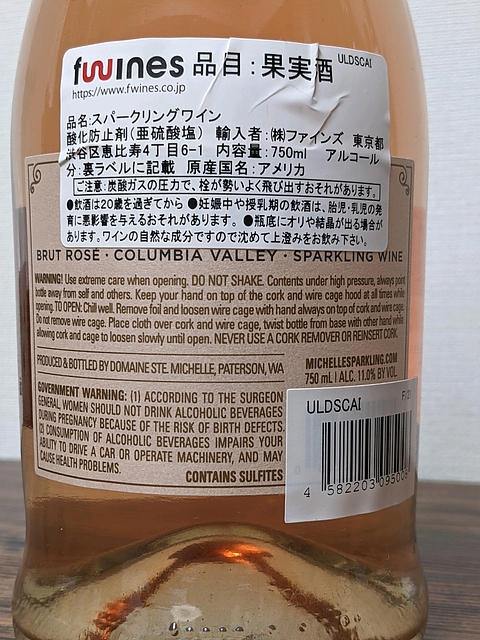 fwines 品目:果実酒
ULDSCAI
https://www.fwines.co.jp
品名:スパークリングワイン
酸化防止剤(亜硫酸塩) 輸入者:㈱ファインズ 東京都
渋谷区恵比寿4丁目6-1 内容量:750ml アルコール
分:裏ラベルに記載 原産国名:アメリカ
ご注意:炭酸ガスの圧力で、栓が勢いよく飛び出すおそれがあります。
●飲酒は20歳を過ぎてから ●妊娠中や授乳期の飲酒は、胎児・乳児の発
育に悪影響を与えるおそれがあります。 ●瓶底にオリや結晶が出る場合が
あります。ワインの自然な成分ですので沈めて上澄みをお飲み下さい。
BRUT ROSÉ · COLUMBIA VALLEY · SPARKLING WINE
WARNING! Use extreme care when opening. DO NOT SHAKE. Contents under high pressure, always point
bottle away from self and others. Keep your hand on top of the cork and wire cage hood at all times while
opening. TO OPEN: Chill well. Remove foil and loosen wire cage with hand always on top of cork and wire cage.
Do not remove wire cage. Place cloth over cork and wire cage, twist bottle from base with other hand while
allowing cork and cage to loosen slowly until open. NEVER USE A CORK REMOVER OR REINSERT CORK.
PRODUCED & BOTTLED BY DOMAINE STE. MICHELLE, PATERSON, WA
MICHELLESPARKLING.COM
750 ml | ALC. 11.0% BY VOL.
GOVERNMENT WARNING: (1) ACCORDING TO THE SURGEON
GENERAL WOMEN SHOULD NOT DRINK ALCOHOLIC BEVERAGES
DURING PREGNANCY BECAUSE OF THE RISK OF BIRTH DEFECTS.
(2) CONSUMPTION OF ALCOHOLIC BEVERAGES IMPAIRS YOUR
ABILITY TO DRIVE A CAR OR OPERATE MACHINERY, AND MAY
CAUSE HEALTH PROBLEMS.
CONTAINS SULFITES
ULDSCAI
4 582203 095008